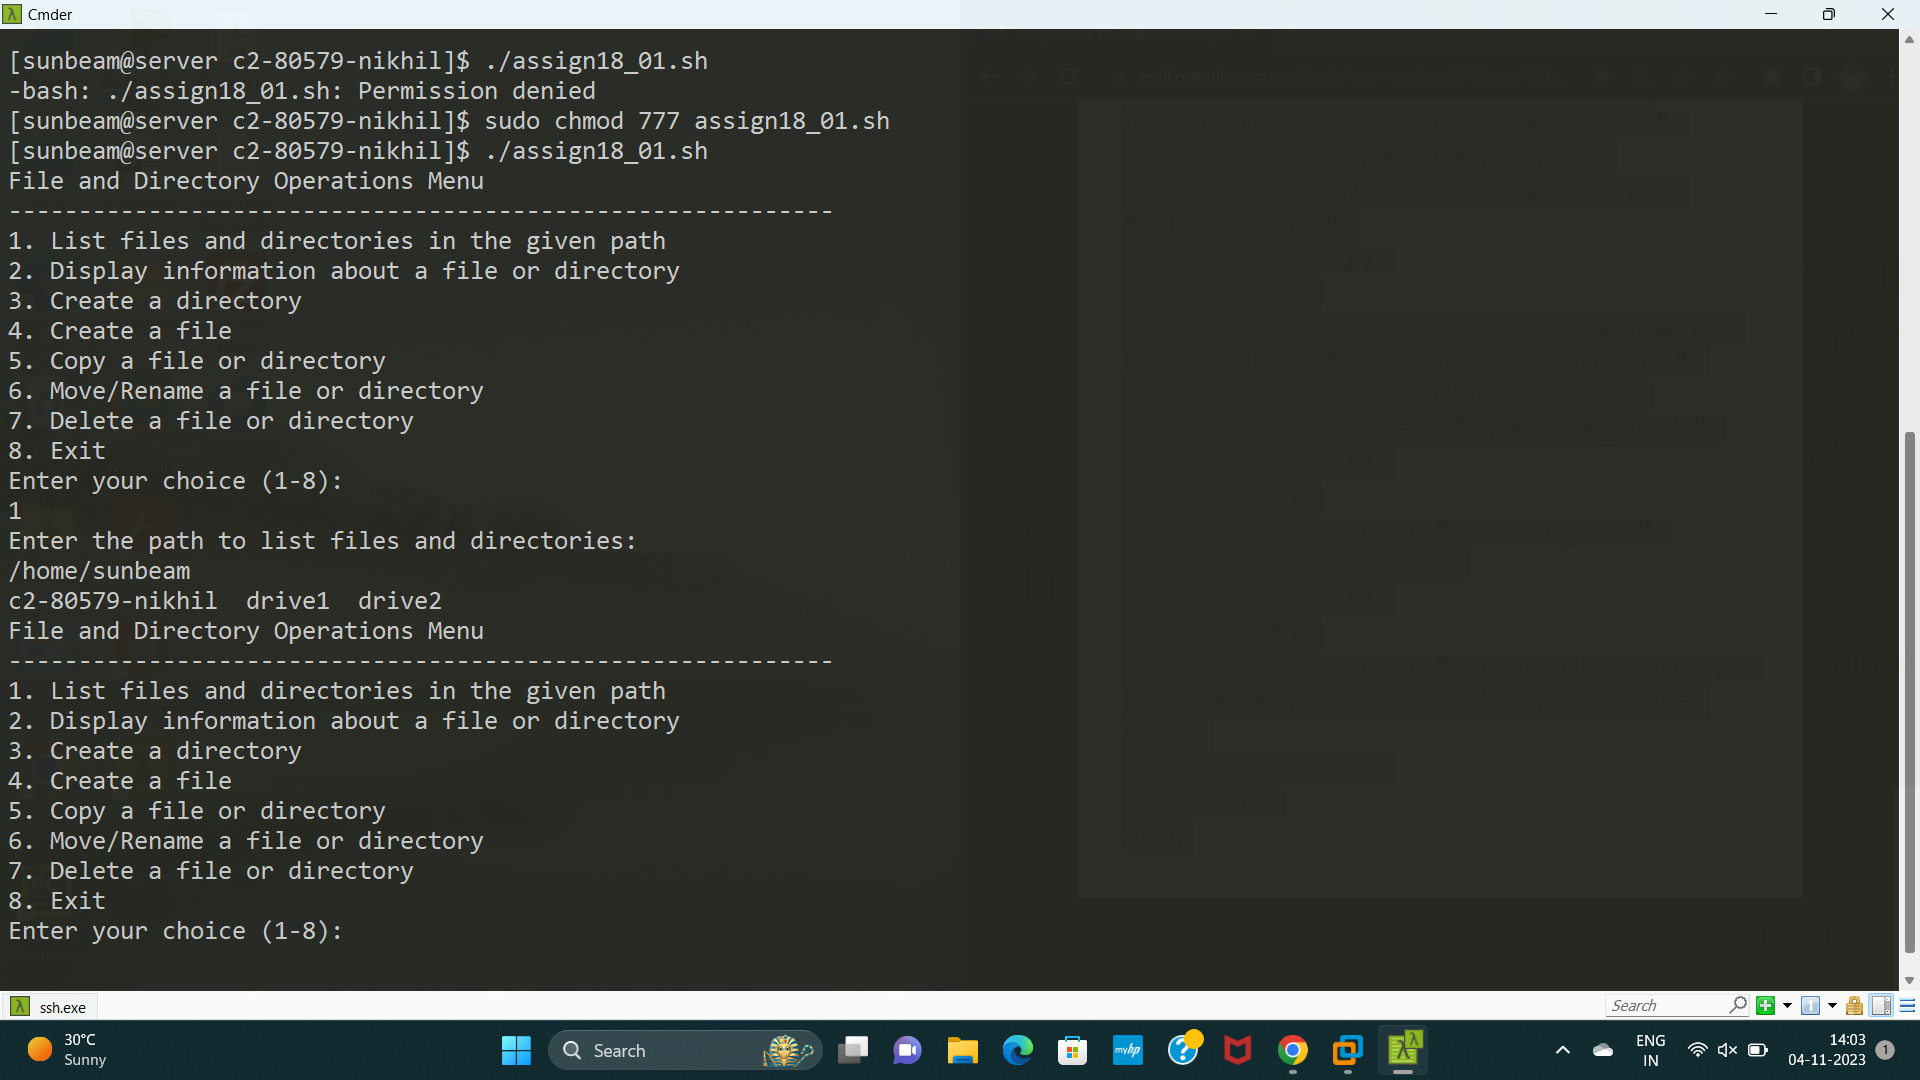 Cmder
[sunbeam@server c2-80579-nikhil]$ ./assign18_01.sh
-bash: ./assign18_01.sh: Permission denied
[sunbeam@server c2-80579-nikhil]$ sudo chmod 777 assign18_01.sh
[sunbeam@server c2-80579-nikhil]$ ./assign18_01.sh
File and Directory Operations Menu
-----------------------------------------------------------
1. List files and directories in the given path
2. Display information about a file or directory
3. Create a directory
4. Create a file
5. Copy a file or directory
6. Move/Rename a file or directory
7. Delete a file or directory
8. Exit
Enter your choice (1-8):
1
Enter the path to list files and directories:
/home/sunbeam
c2-80579-nikhil  drive1  drive2
File and Directory Operations Menu
-----------------------------------------------------------
1. List files and directories in the given path
2. Display information about a file or directory
3. Create a directory
4. Create a file
5. Copy a file or directory
6. Move/Rename a file or directory
7. Delete a file or directory
8. Exit
Enter your choice (1-8):
mail.google.com
ssh.exe
Search
30°C
Sunny
Search
myhp
ENG
IN
14:03
04-11-2023
1